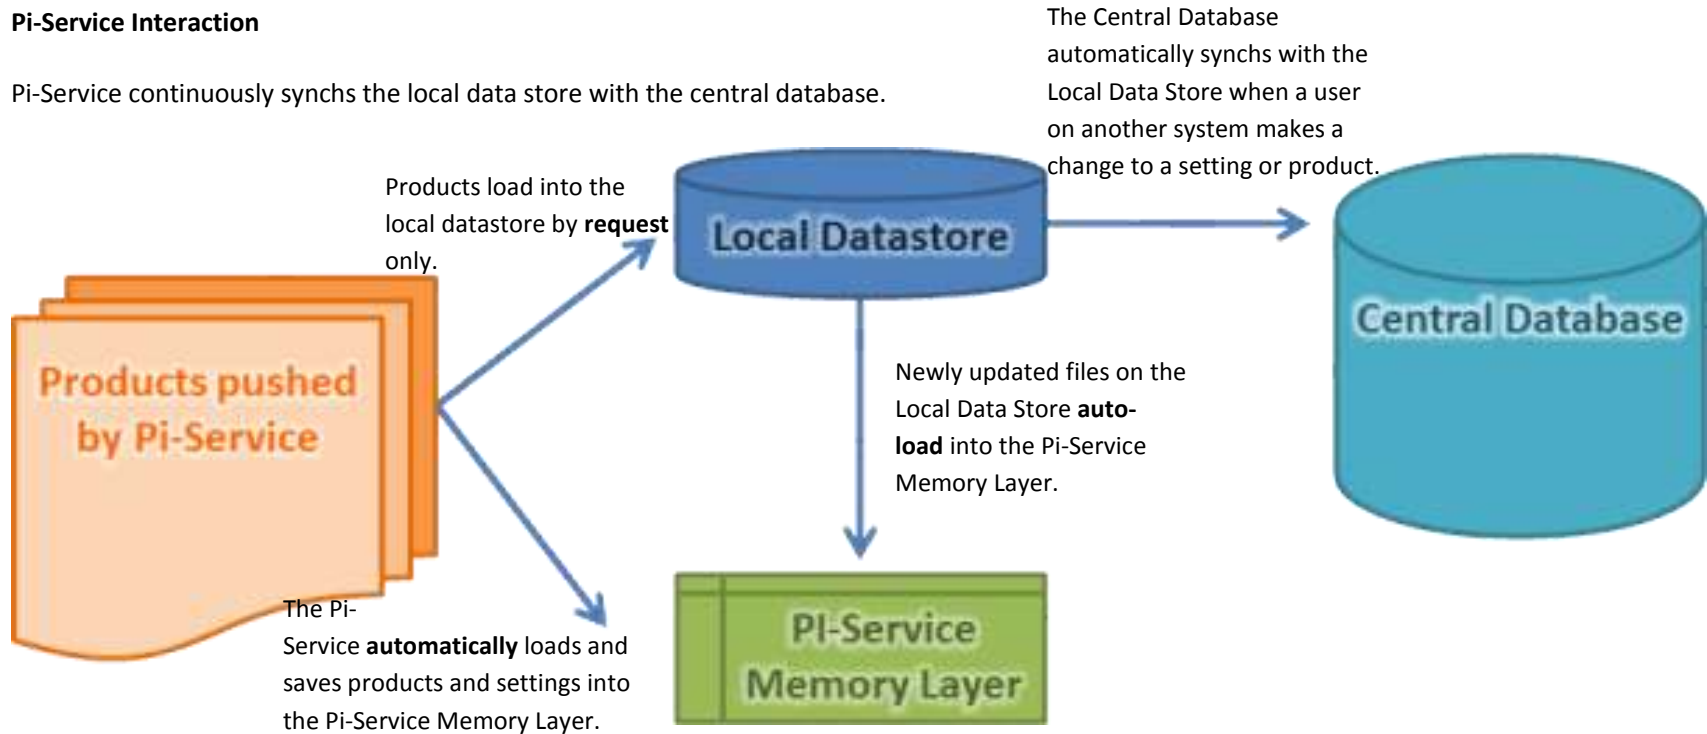 Pi-Service Interaction
Pi-Service continuously synchs the local data store with the central database.
The Central Database
automatically synchs with the
Local Data Store when a user
on another system makes a
change to a setting or product.
Products load into the
local datastore by request
only.
Local Datastore
Central Database
Products pushed
by Pi-Service
Newly updated files on the
Local Data Store auto-
load into the Pi-Service
Memory Layer.
The Pi-
Service automatically loads and
saves products and settings into
the Pi-Service Memory Layer.
PI-Service
Memory Layer